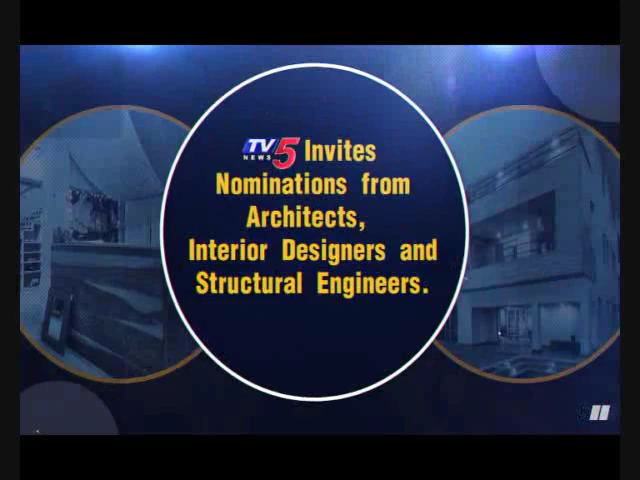 TV5 NEWS Invites
Nominations from
Architects,
Interior Designers and
Structural Engineers.